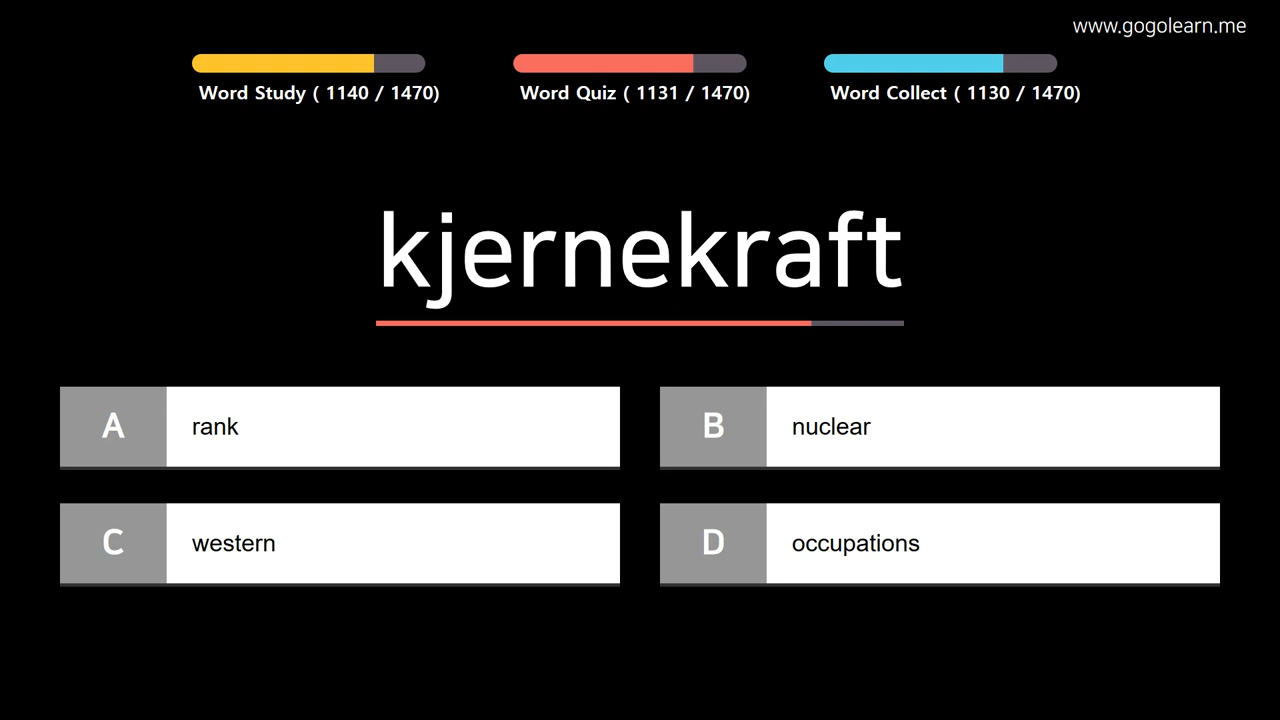 www.gogolearn.me
Word Study ( 1140 / 1470)
Word Quiz ( 1131 / 1470)
Word Collect ( 1130 / 1470)
kjernekraft
A rank
B nuclear
C western
D occupations